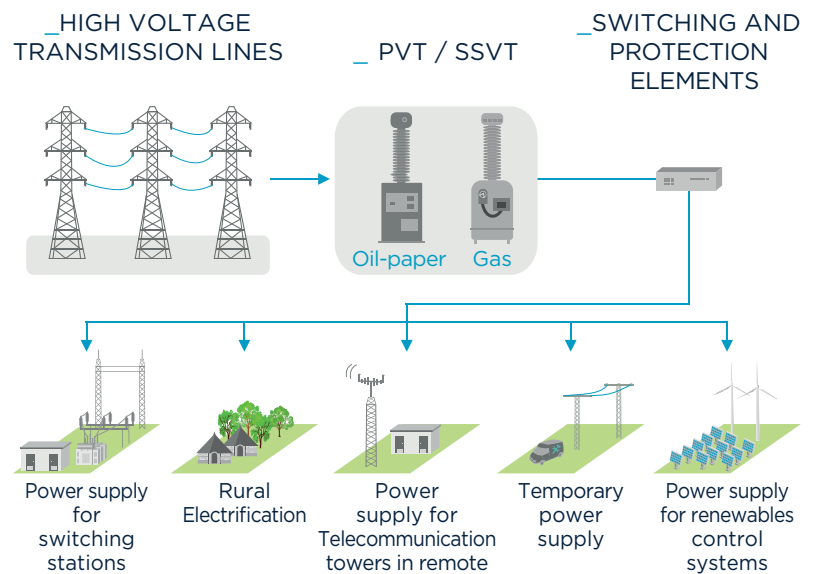 _HIGH VOLTAGE
TRANSMISSION LINES
_ PVT / SSVT
_SWITCHING AND
PROTECTION
ELEMENTS
Oil-paper
Gas
Power supply
for
switching
stations
Rural
Electrification
Power
supply for
Telecommunication
towers in remote
Temporary
power
supply
Power supply
for renewables
control
systems